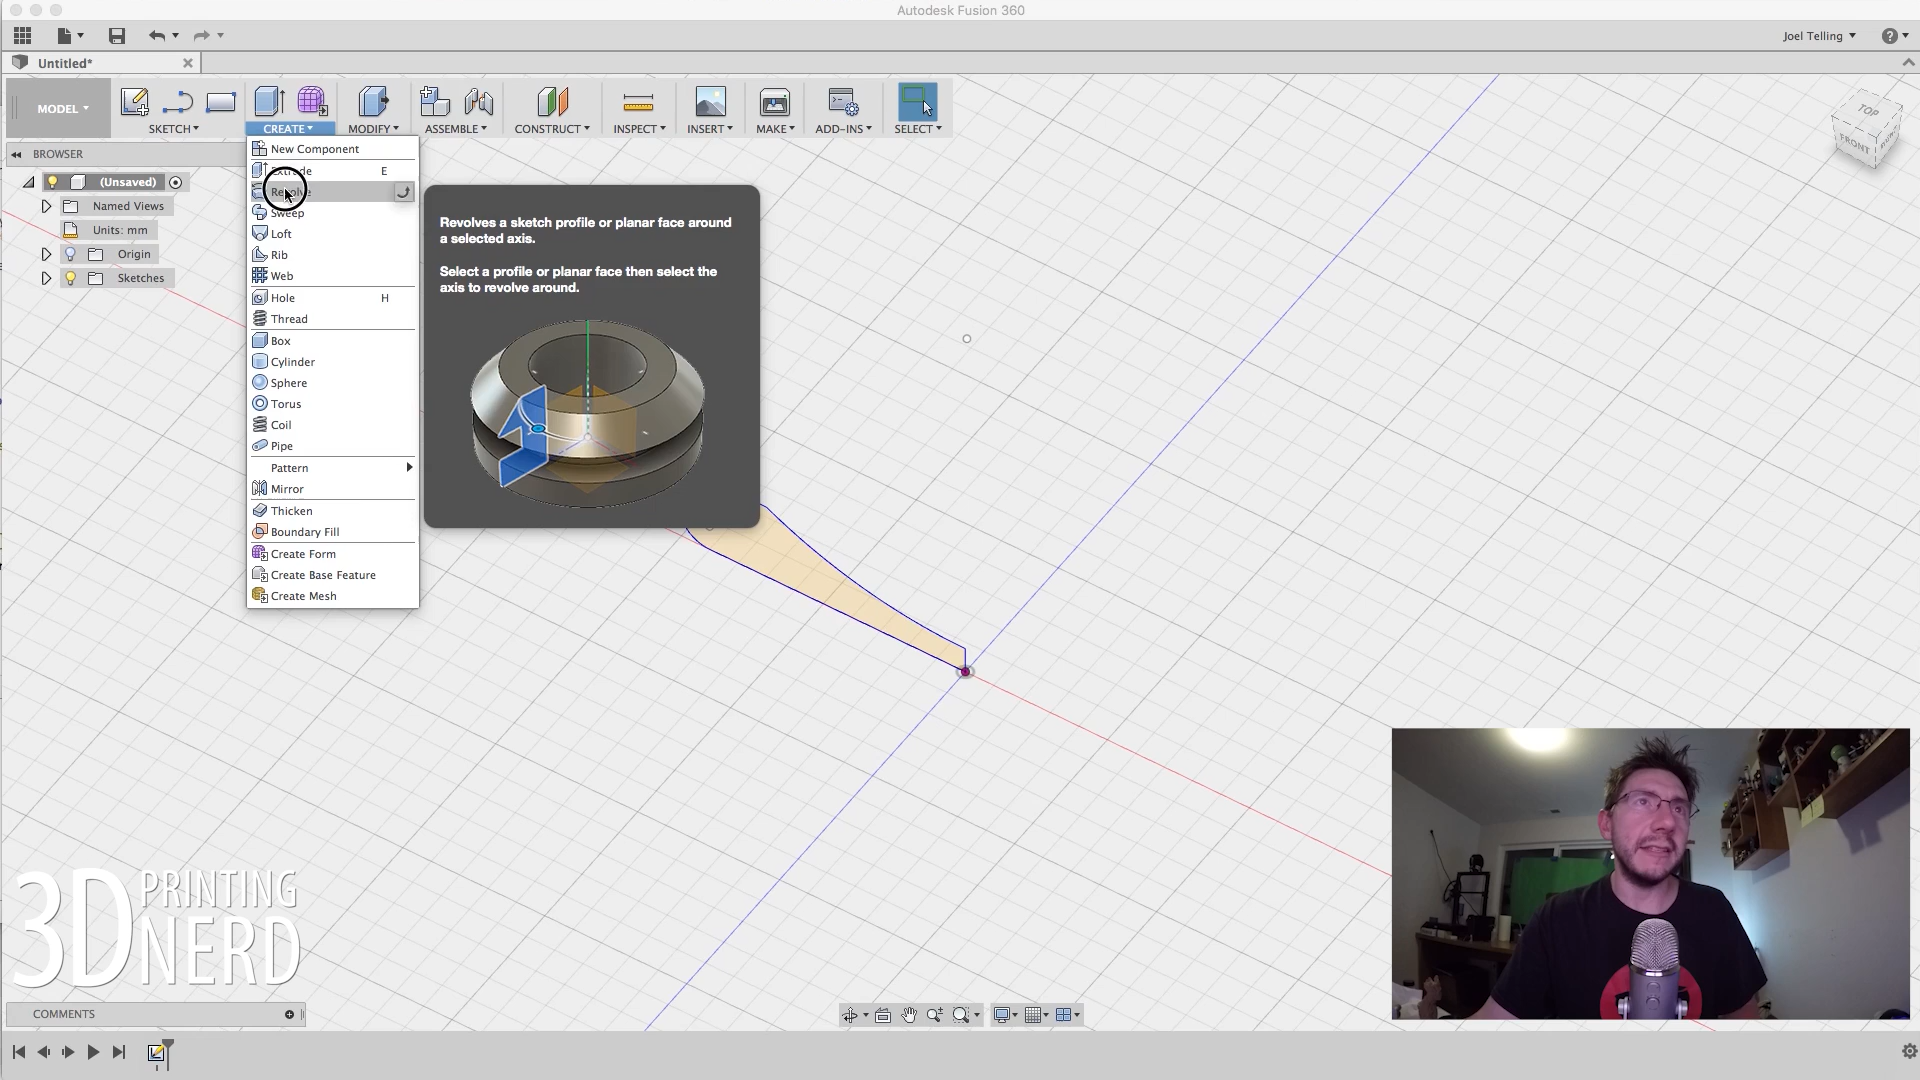 Autodesk Fusion 360
Joel Telling
Untitled*
MODEL
SKETCH
CREATE
MODIFY
ASSEMBLE
CONSTRUCT
INSPECT
INSERT
MAKE
ADD-INS
SELECT
TOP
FRONT
BROWSER
(Unsaved)
Named Views
Units: mm
Origin
Sketches
New Component
Extrude E
Revolve
Sweep
Loft
Rib
Web
Hole H
Thread
Box
Cylinder
Sphere
Torus
Coil
Pipe
Pattern
Mirror
Thicken
Boundary Fill
Create Form
Create Base Feature
Create Mesh
Revolves a sketch profile or planar face around
a selected axis.
Select a profile or planar face then select the
axis to revolve around.
3D PRINTING
NERD
COMMENTS